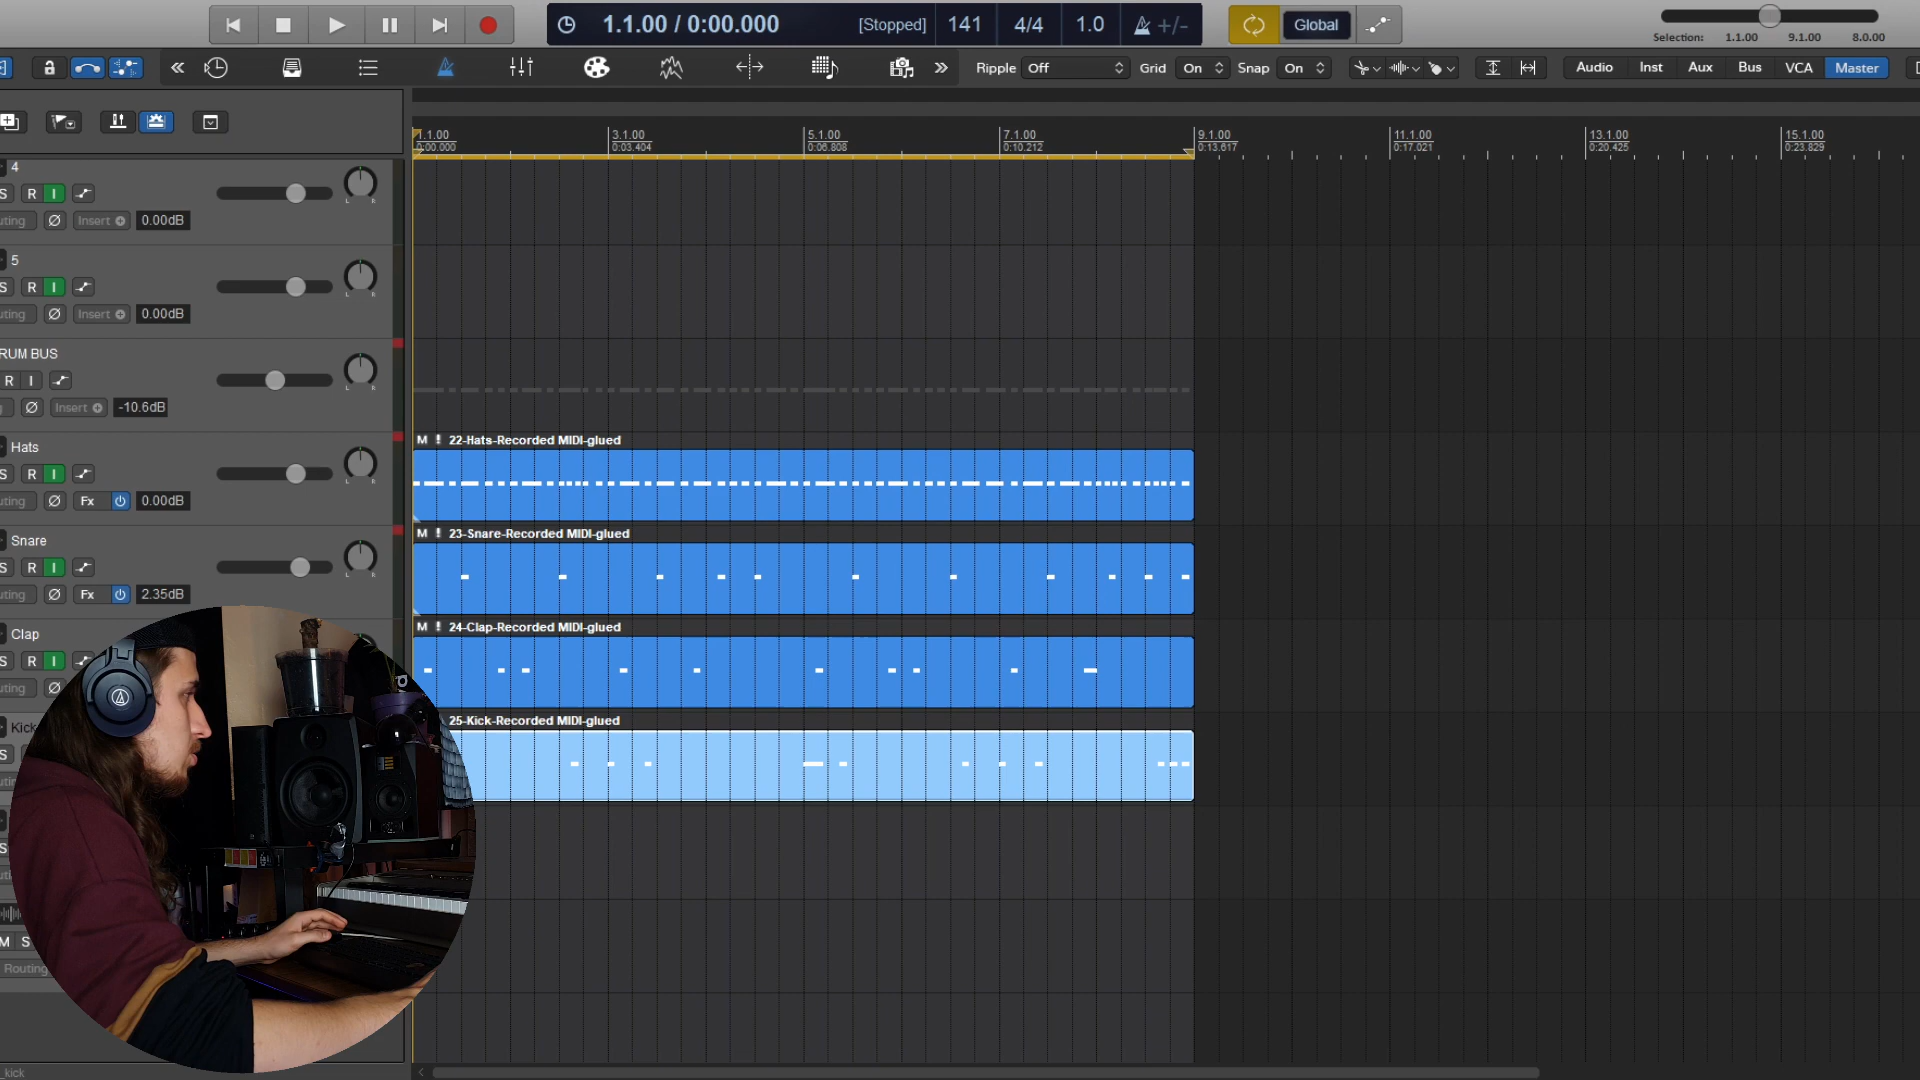 1.1.00 / 0:00.000
[Stopped]
141
4/4
1.0
+/-
Global
Selection: 1.1.00 9.1.00 8.0.00
Ripple Off
Grid On
Snap On
Audio Inst Aux Bus VCA Master
1.1.00 3.1.00 5.1.00 7.1.00 9.1.00 11.1.00 13.1.00 15.1.00
0:00.000 0:03.404 0:06.808 0:10.212 0:13.617 0:17.021 0:20.425 0:23.829
4
S R I
L R
uting Ø Insert 0.00dB
5
S R I
L R
uting Ø Insert 0.00dB
RUM BUS
R I
L R
Ø Insert -10.6dB
Hats
M 22-Hats-Recorded MIDI-glued
S R I
L R
uting Ø Fx 0.00dB
Snare
M 23-Snare-Recorded MIDI-glued
S R I
L R
uting Ø Fx 2.35dB
Clap
M 24-Clap-Recorded MIDI-glued
S R I
uting Ø
Kick
25-Kick-Recorded MIDI-glued
S
S
M S
Routing
kick